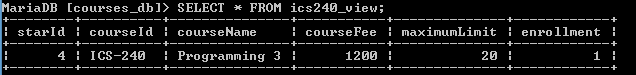 MariaDB [courses_db]> SELECT * FROM ics240_view;
+--------+----------+---------------+-----------+--------------+------------+
| starId | courseId | courseName | courseFee | maximumLimit | enrollment |
+--------+----------+---------------+-----------+--------------+------------+
| 4 | ICS-240 | Programming 3 | 1200 | 20 | 1 |
+--------+----------+---------------+-----------+--------------+------------+